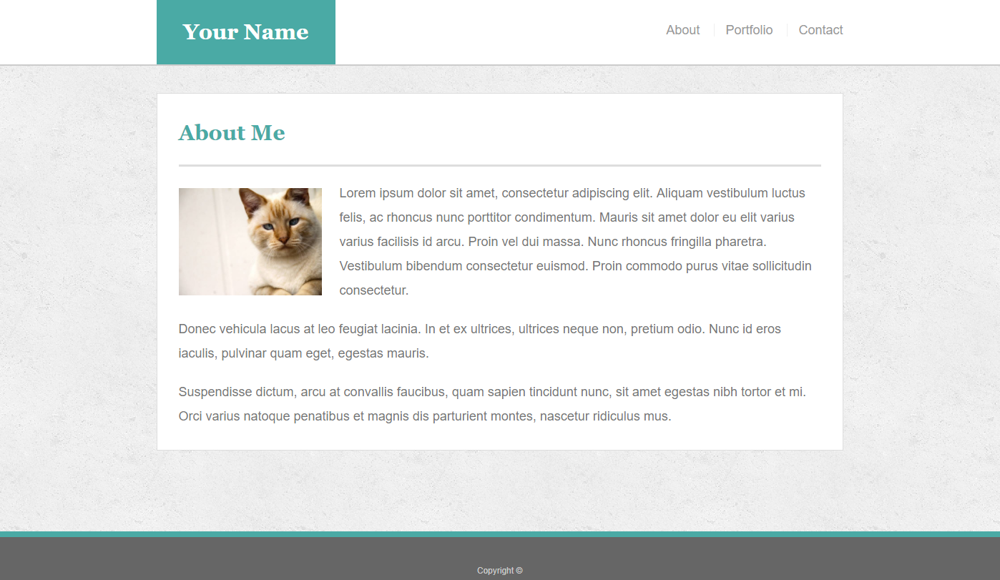 Your Name
About
Portfolio
Contact
About Me
Lorem ipsum dolor sit amet, consectetur adipiscing elit. Aliquam vestibulum luctus
felis, ac rhoncus nunc porttitor condimentum. Mauris sit amet dolor eu elit varius
varius facilisis id arcu. Proin vel dui massa. Nunc rhoncus fringilla pharetra.
Vestibulum bibendum consectetur euismod. Proin commodo purus vitae sollicitudin
consectetur.
Donec vehicula lacus at leo feugiat lacinia. In et ex ultrices, ultrices neque non, pretium odio. Nunc id eros
iaculis, pulvinar quam eget, egestas mauris.
Suspendisse dictum, arcu at convallis faucibus, quam sapien tincidunt nunc, sit amet egestas nibh tortor et mi.
Orci varius natoque penatibus et magnis dis parturient montes, nascetur ridiculus mus.
Copyright ©